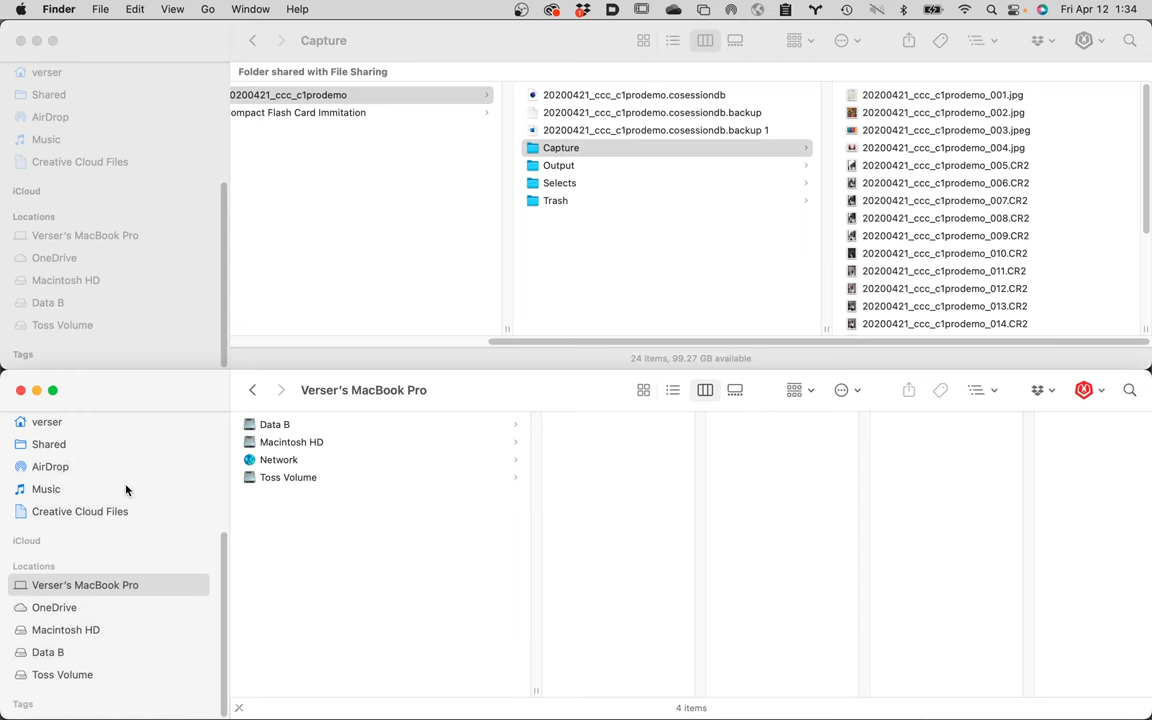 Finder File Edit View Go Window Help Fri Apr 12 1:34
Capture
verser
Shared
AirDrop
Music
Creative Cloud Files
iCloud
Locations
Verser's MacBook Pro
OneDrive
Macintosh HD
Data B
Toss Volume
Tags
Folder shared with File Sharing
0200421_ccc_c1prodemo
ompact Flash Card Immitation
20200421_ccc_c1prodemo.cosessiondb
20200421_ccc_c1prodemo.cosessiondb.backup
20200421_ccc_c1prodemo.cosessiondb.backup 1
Capture
Output
Selects
Trash
20200421_ccc_c1prodemo_001.jpg
20200421_ccc_c1prodemo_002.jpg
20200421_ccc_c1prodemo_003.jpeg
20200421_ccc_c1prodemo_004.jpg
20200421_ccc_c1prodemo_005.CR2
20200421_ccc_c1prodemo_006.CR2
20200421_ccc_c1prodemo_007.CR2
20200421_ccc_c1prodemo_008.CR2
20200421_ccc_c1prodemo_009.CR2
20200421_ccc_c1prodemo_010.CR2
20200421_ccc_c1prodemo_011.CR2
20200421_ccc_c1prodemo_012.CR2
20200421_ccc_c1prodemo_013.CR2
20200421_ccc_c1prodemo_014.CR2
24 items, 99.27 GB available
Verser's MacBook Pro
verser
Shared
AirDrop
Music
Creative Cloud Files
iCloud
Locations
Verser's MacBook Pro
OneDrive
Macintosh HD
Data B
Toss Volume
Tags
Data B
Macintosh HD
Network
Toss Volume
4 items